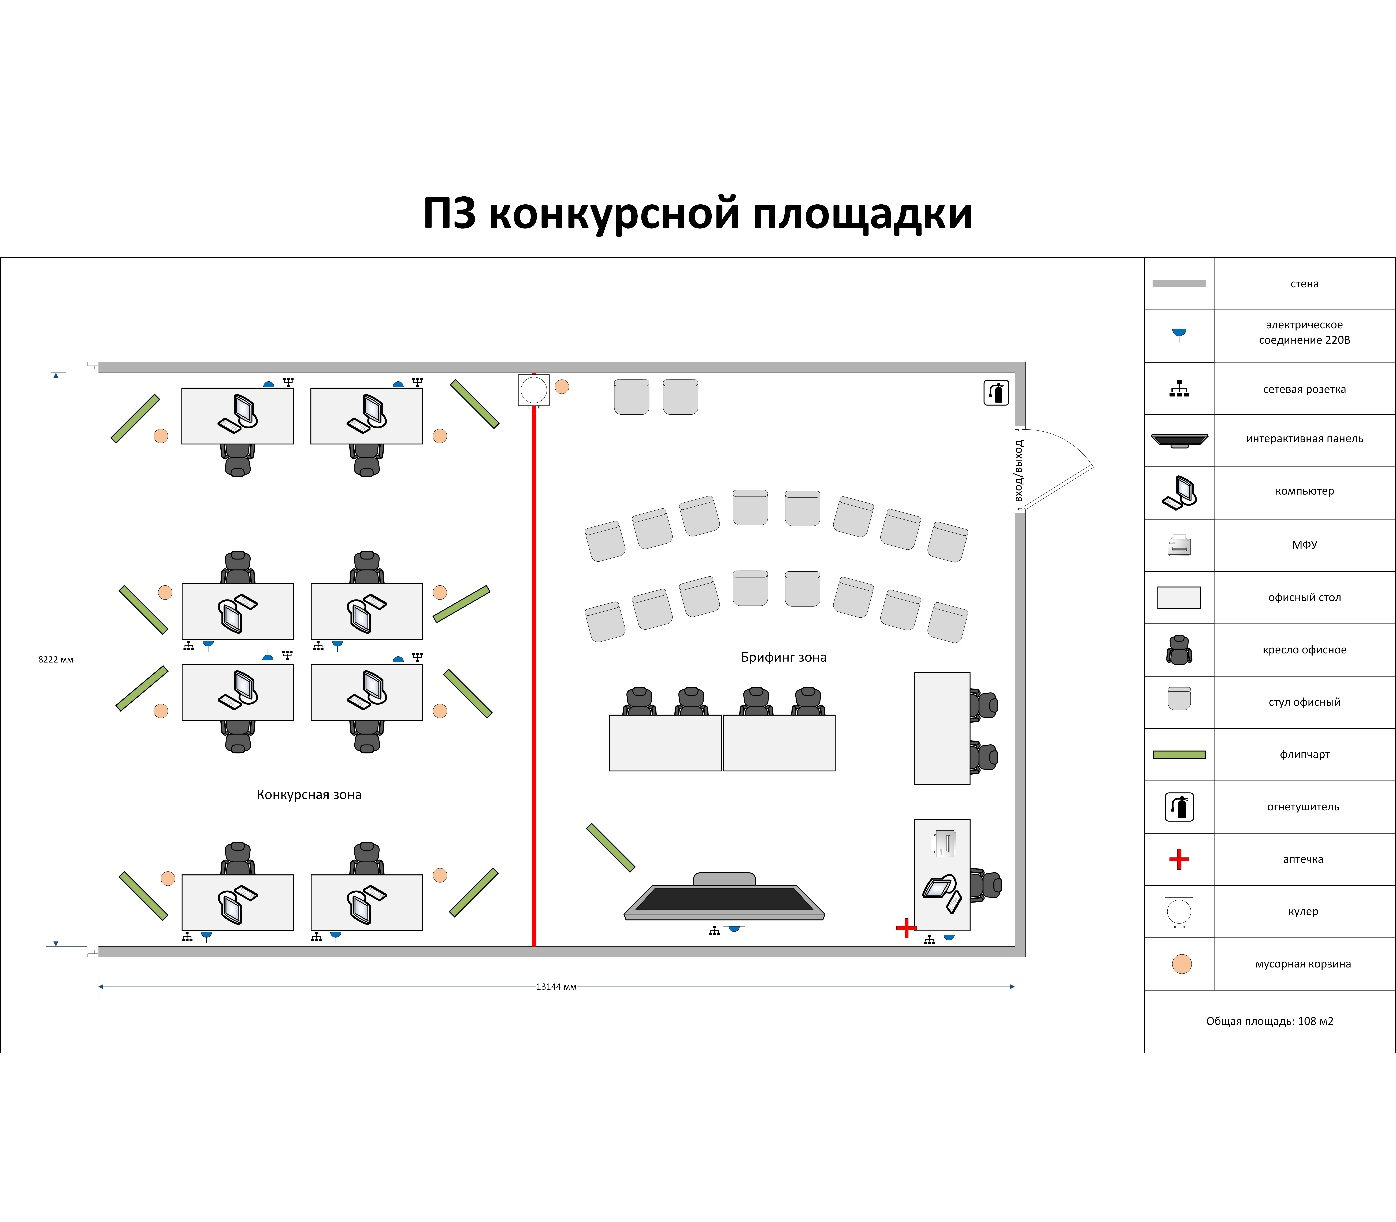 ПЗ конкурсной площадки
стена
электрическое
соединение 220В
сетевая розетка
интерактивная панель
компьютер
МФУ
офисный стол
кресло офисное
стул офисный
флипчарт
огнетушитель
аптечка
кулер
мусорная корзина
Общая площадь: 108 м2
вход/выход
8222 мм
Брифинг зона
Конкурсная зона
13144 мм